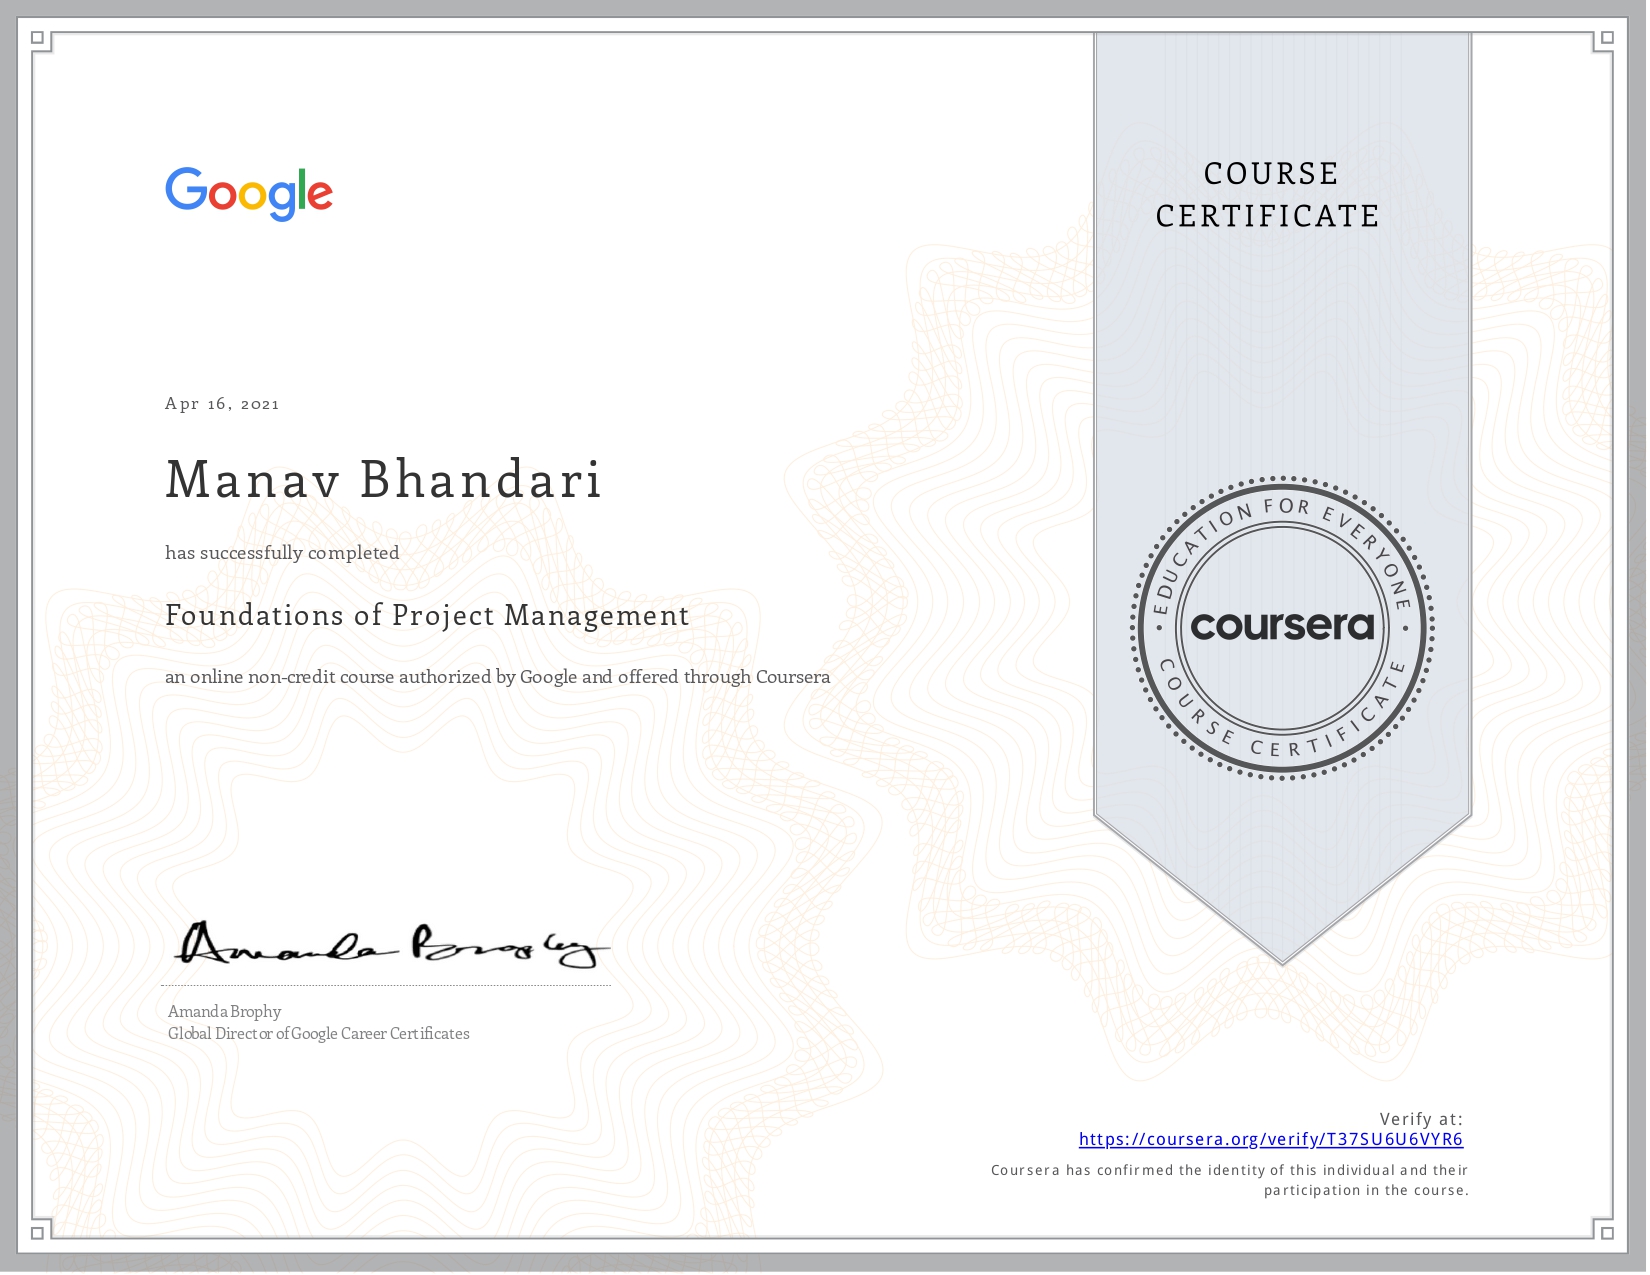 Google
COURSE
CERTIFICATE
Apr 16, 2021
Manav Bhandari
has successfully completed
Foundations of Project Management
an online non-credit course authorized by Google and offered through Coursera
EDUCATION FOR EVERYONE
coursera
COURSE CERTIFICATE
Amanda Brophy
Amanda Brophy
Global Director of Google Career Certificates
Verify at:
https://coursera.org/verify/T37SU6U6VYR6
Coursera has confirmed the identity of this individual and their
participation in the course.